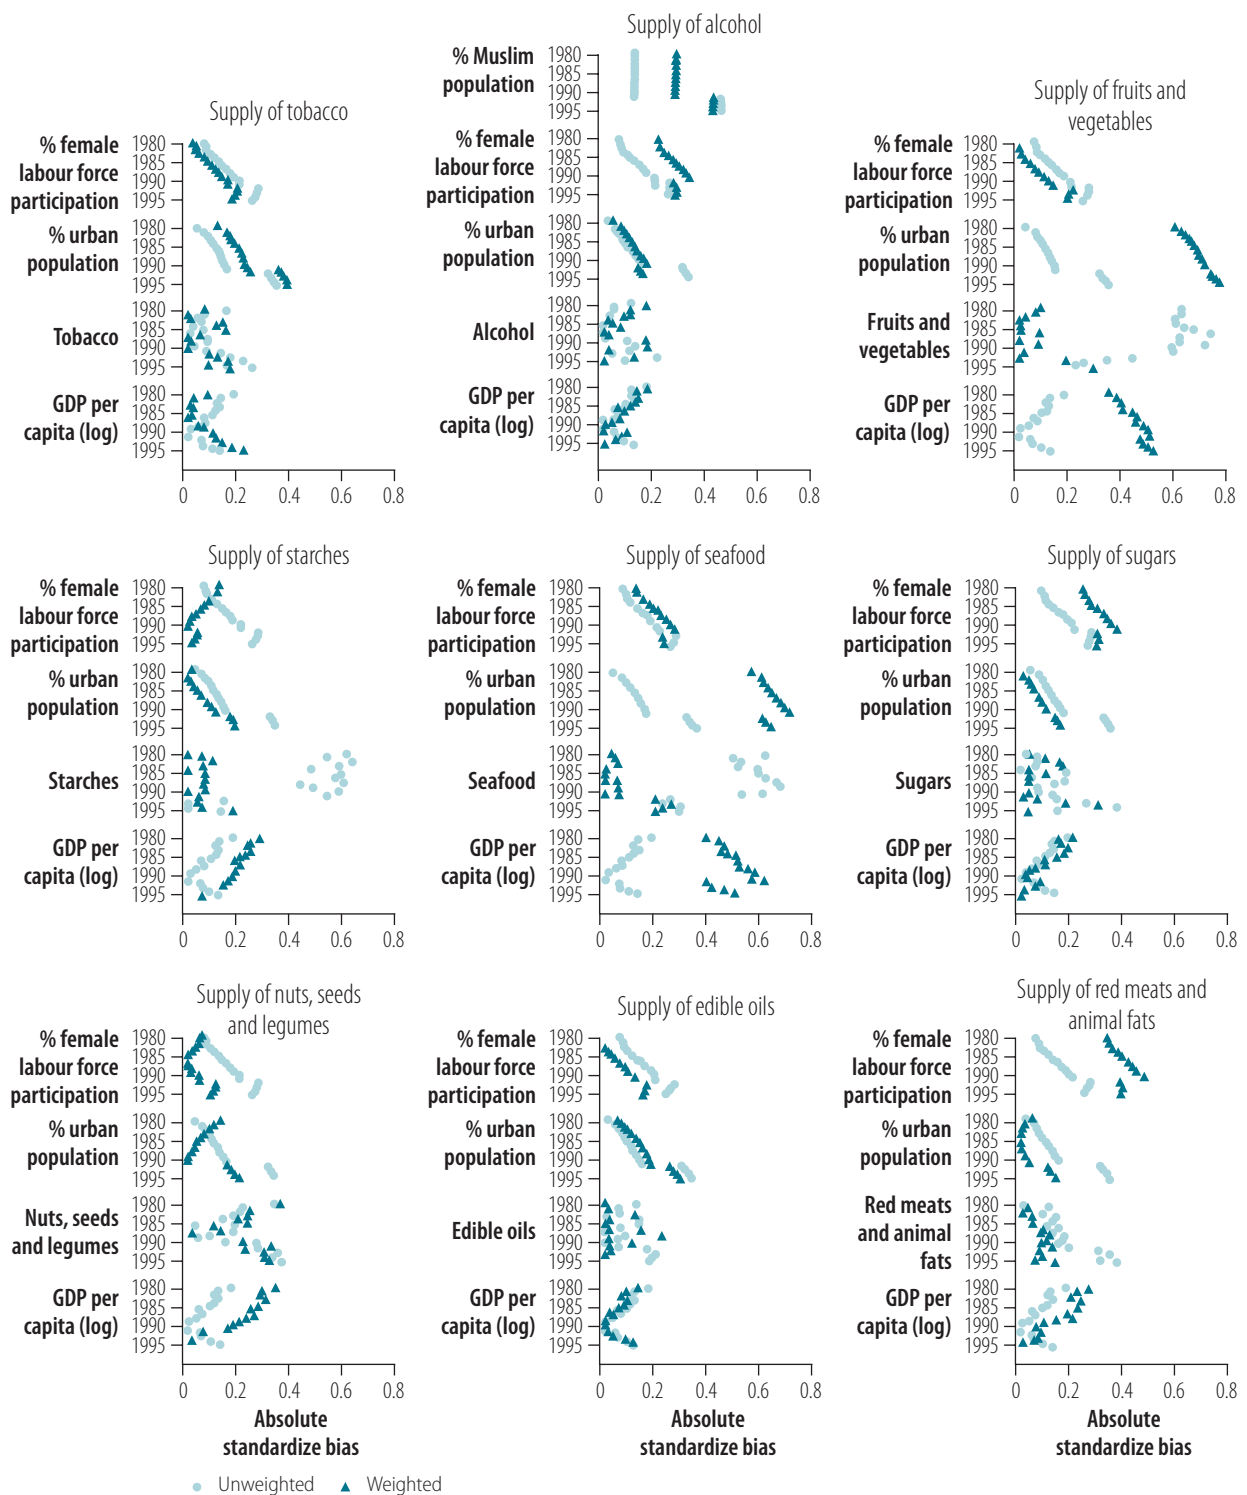 Supply of tobacco
% female
labour force
participation
1980
1985
1990
1995
% urban
population
1980
1985
1990
1995
Tobacco
1980
1985
1990
1995
GDP per
capita (log)
1980
1985
1990
1995
0 0.2 0.4 0.6 0.8
Supply of alcohol
% Muslim
population
1980
1985
1990
1995
% female
labour force
participation
1980
1985
1990
1995
% urban
population
1980
1985
1990
1995
Alcohol
1980
1985
1990
1995
GDP per
capita (log)
1980
1985
1990
1995
0 0.2 0.4 0.6 0.8
Supply of fruits and
vegetables
% female
labour force
participation
1980
1985
1990
1995
% urban
population
1980
1985
1990
1995
Fruits and
vegetables
1980
1985
1990
1995
GDP per
capita (log)
1980
1985
1990
1995
0 0.2 0.4 0.6 0.8
Supply of starches
% female
labour force
participation
1980
1985
1990
1995
% urban
population
1980
1985
1990
1995
Starches
1980
1985
1990
1995
GDP per
capita (log)
1980
1985
1990
1995
0 0.2 0.4 0.6 0.8
Supply of seafood
% female
labour force
participation
1980
1985
1990
1995
% urban
population
1980
1985
1990
1995
Seafood
1980
1985
1990
1995
GDP per
capita (log)
1980
1985
1990
1995
0 0.2 0.4 0.6 0.8
Supply of sugars
% female
labour force
participation
1980
1985
1990
1995
% urban
population
1980
1985
1990
1995
Sugars
1980
1985
1990
1995
GDP per
capita (log)
1980
1985
1990
1995
0 0.2 0.4 0.6 0.8
Supply of nuts, seeds
and legumes
% female
labour force
participation
1980
1985
1990
1995
% urban
population
1980
1985
1990
1995
Nuts, seeds
and legumes
1980
1985
1990
1995
GDP per
capita (log)
1980
1985
1990
1995
0 0.2 0.4 0.6 0.8
Absolute
standardize bias
Supply of edible oils
% female
labour force
participation
1980
1985
1990
1995
% urban
population
1980
1985
1990
1995
Edible oils
1980
1985
1990
1995
GDP per
capita (log)
1980
1985
1990
1995
0 0.2 0.4 0.6 0.8
Absolute
standardize bias
Supply of red meats and
animal fats
% female
labour force
participation
1980
1985
1990
1995
% urban
population
1980
1985
1990
1995
Red meats
and animal
fats
1980
1985
1990
1995
GDP per
capita (log)
1980
1985
1990
1995
0 0.2 0.4 0.6 0.8
Absolute
standardize bias
Unweighted Weighted